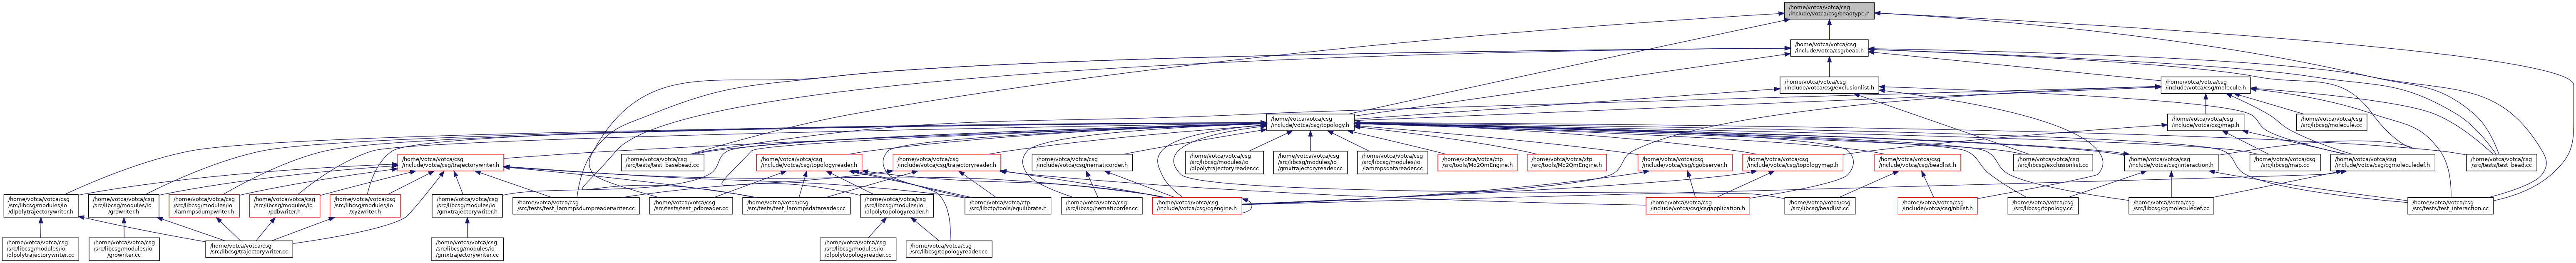 /home/votca/votca/csg
/include/votca/csg/beadtype.h
/home/votca/votca/csg
/include/votca/csg/bead.h
/home/votca/votca/csg
/include/votca/csg/exclusionlist.h
/home/votca/votca/csg
/include/votca/csg/molecule.h
/home/votca/votca/csg
/include/votca/csg/topology.h
/home/votca/votca/csg
/include/votca/csg/map.h
/home/votca/votca/csg
/src/libcsg/molecule.cc
/home/votca/votca/csg
/include/votca/csg/trajectorywriter.h
/home/votca/votca/csg
/src/tests/test_basebead.cc
/home/votca/votca/csg
/include/votca/csg/topologyreader.h
/home/votca/votca/csg
/include/votca/csg/trajectoryreader.h
/home/votca/votca/csg
/include/votca/csg/nematicorder.h
/home/votca/votca/csg
/src/libcsg/modules/io
/dlpolytrajectoryreader.cc
/home/votca/votca/csg
/src/libcsg/modules/io
/gmxtrajectoryreader.cc
/home/votca/votca/csg
/src/libcsg/modules/io
/lammpsdatareader.cc
/home/votca/votca/ctp
/src/tools/Md2QmEngine.h
/home/votca/votca/xtp
/src/tools/Md2QmEngine.h
/home/votca/votca/csg
/include/votca/csg/cgobserver.h
/home/votca/votca/csg
/include/votca/csg/topologymap.h
/home/votca/votca/csg
/include/votca/csg/beadlist.h
/home/votca/votca/csg
/src/libcsg/exclusionlist.cc
/home/votca/votca/csg
/include/votca/csg/interaction.h
/home/votca/votca/csg
/src/libcsg/map.cc
/home/votca/votca/csg
/include/votca/csg/cgmoleculedef.h
/home/votca/votca/csg
/src/tests/test_bead.cc
/home/votca/votca/csg
/src/libcsg/modules/io
/dlpolytrajectorywriter.h
/home/votca/votca/csg
/src/libcsg/modules/io
/growriter.h
/home/votca/votca/csg
/src/libcsg/modules/io
/lammpsdumpwriter.h
/home/votca/votca/csg
/src/libcsg/modules/io
/pdbwriter.h
/home/votca/votca/csg
/src/libcsg/modules/io
/xyzwriter.h
/home/votca/votca/csg
/src/libcsg/modules/io
/gmxtrajectorywriter.h
/home/votca/votca/csg
/src/tests/test_lammpsdumpreaderwriter.cc
/home/votca/votca/csg
/src/tests/test_pdbreader.cc
/home/votca/votca/csg
/src/tests/test_lammpsdatareader.cc
/home/votca/votca/csg
/src/libcsg/modules/io
/dlpolytopologyreader.h
/home/votca/votca/ctp
/src/libctp/tools/equilibrate.h
/home/votca/votca/csg
/src/libcsg/nematicorder.cc
/home/votca/votca/csg
/include/votca/csg/cgengine.h
/home/votca/votca/csg
/include/votca/csg/csgapplication.h
/home/votca/votca/csg
/src/libcsg/beadlist.cc
/home/votca/votca/csg
/include/votca/csg/nblist.h
/home/votca/votca/csg
/src/libcsg/topology.cc
/home/votca/votca/csg
/src/libcsg/cgmoleculedef.cc
/home/votca/votca/csg
/src/tests/test_interaction.cc
/home/votca/votca/csg
/src/libcsg/modules/io
/dlpolytrajectorywriter.cc
/home/votca/votca/csg
/src/libcsg/modules/io
/growriter.cc
/home/votca/votca/csg
/src/libcsg/trajectorywriter.cc
/home/votca/votca/csg
/src/libcsg/modules/io
/gmxtrajectorywriter.cc
/home/votca/votca/csg
/src/libcsg/modules/io
/dlpolytopologyreader.cc
/home/votca/votca/csg
/src/libcsg/topologyreader.cc